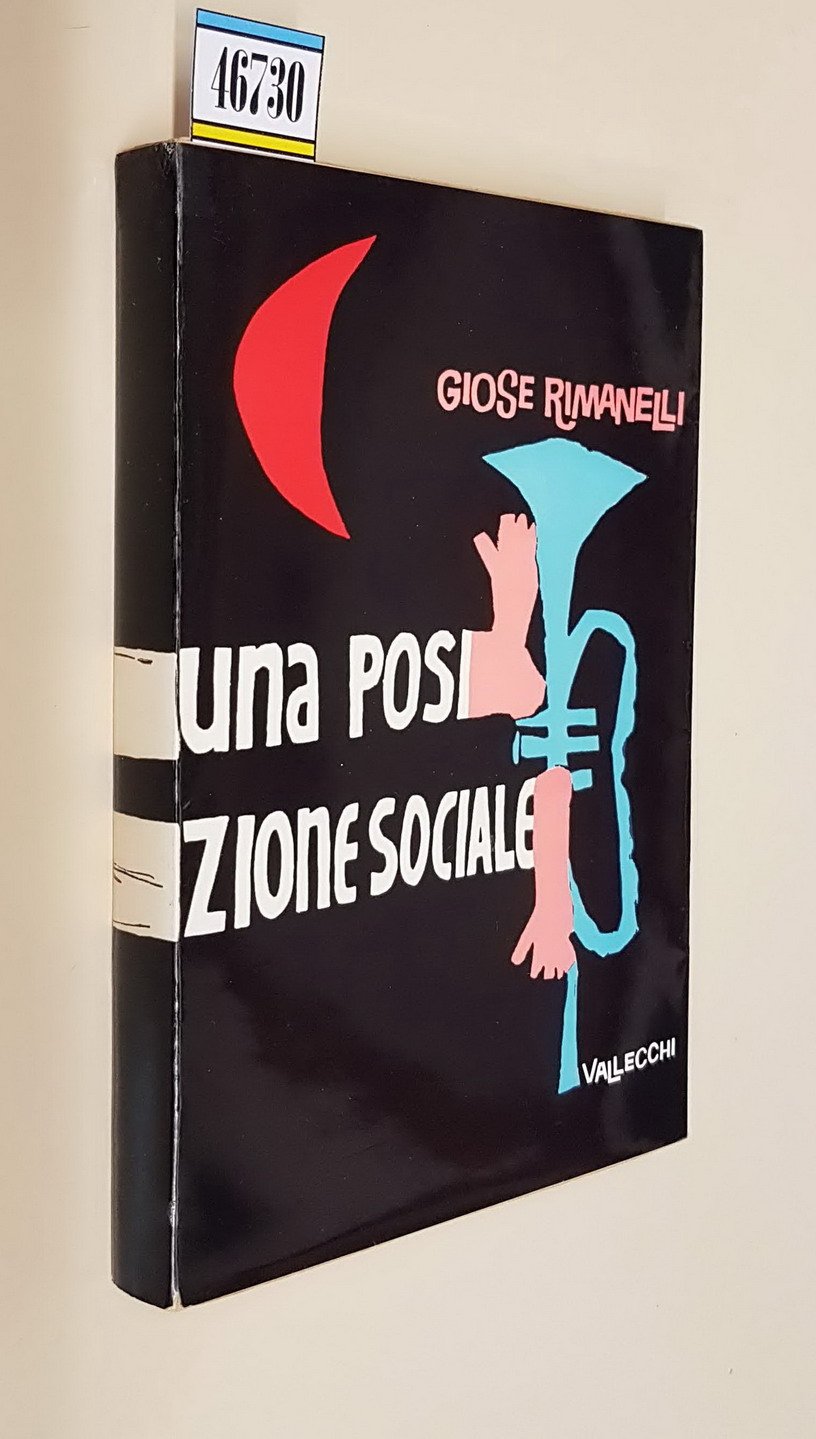 46730
GIOSE RIMANELLI
una POSI
ZIONE SOCIALE
VALLECCHI